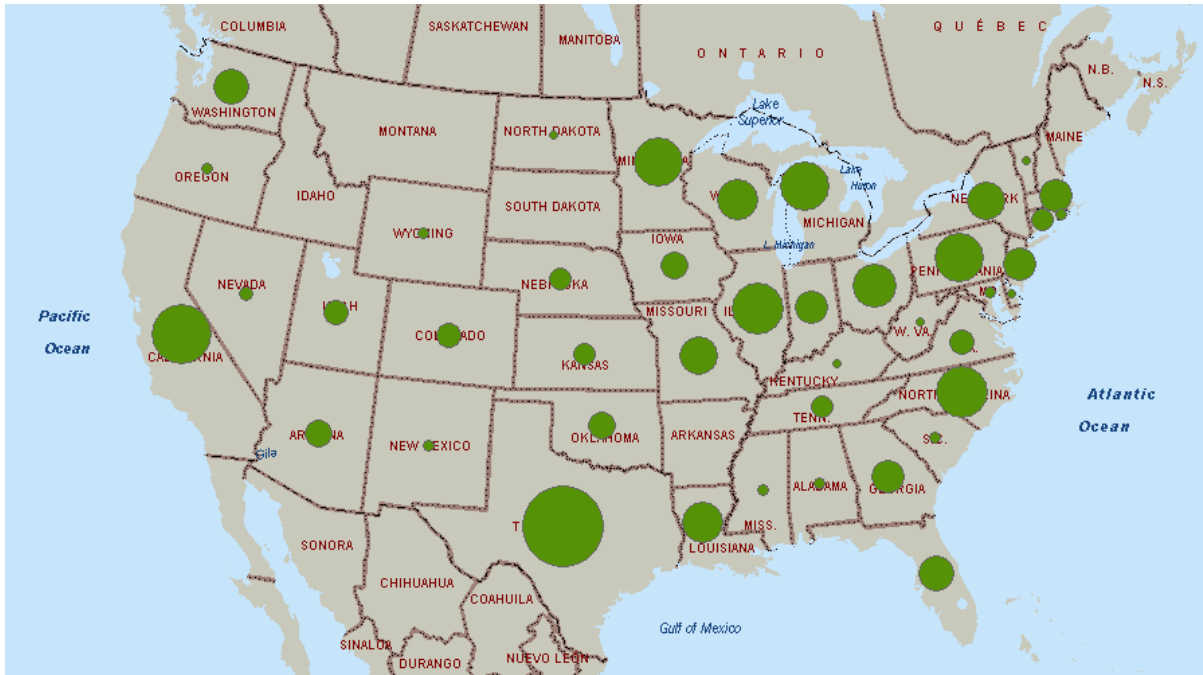 COLUMBIA
SASKATCHEWAN
MANITOBA
ONTARIO
QUÉBEC
N.B.
N.S.
WASHINGTON
MONTANA
NORTH DAKOTA
Lake
Superior
MAINE
OREGON
IDAHO
Lake
Huron
WYOMING
SOUTH DAKOTA
MICHIGAN
IOWA
L. Michigan
NEVADA
NEBRASKA
MISSOURI
Pacific
Ocean
W. VA.
CALIFORNIA
KANSAS
KENTUCKY
TENN.
Atlantic
Ocean
ARKANSAS
OKLAHOMA
NEW MEXICO
Gila
S.C.
ALABAMA
GEORGIA
MISS.
LOUISIANA
SONORA
CHIHUAHUA
COAHUILA
Gulf of Mexico
SINALOA
DURANGO
NUEVO LEÓN